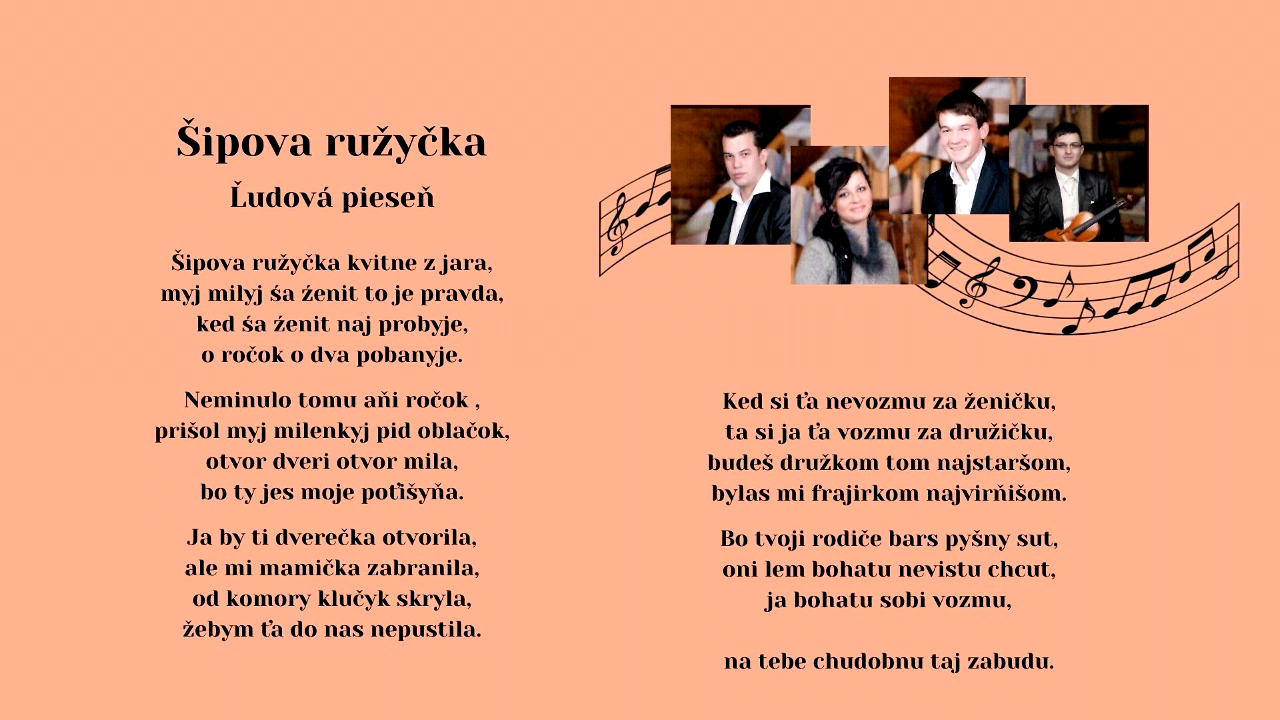 Šipova ružyčka
Ľudová pieseň
Šipova ružyčka kvitne z jara,
myj milyj śa źenit to je pravda,
ked śa źenit naj probyje,
o ročok o dva pobanyje.
Neminulo tomu aňi ročok ,
prišol myj milenkyj pid oblačok,
otvor dveri otvor mila,
bo ty jes moje poťišyňa.
Ja by ti dverečka otvorila,
ale mi mamička zabranila,
od komory klučyk skryla,
žebym ťa do nas nepustila.
Ked si ťa nevozmu za ženičku,
ta si ja ťa vozmu za družičku,
budeš družkom tom najstaršom,
bylas mi frajirkom najvirňišom.
Bo tvoji rodiče bars pyšny sut,
oni lem bohatu nevistu chcut,
ja bohatu sobi vozmu,
na tebe chudobnu taj zabudu.